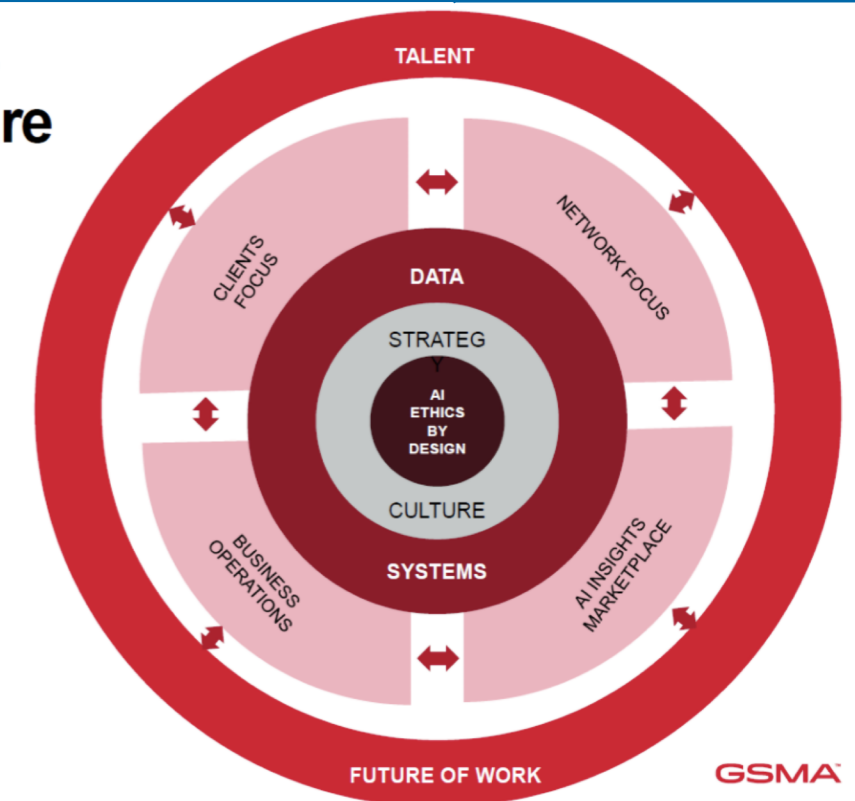 TALENT
re
CLIENTS
FOCUS
NETWORK FOCUS
DATA
STRATEG
Y
AI
ETHICS
BY
DESIGN
CULTURE
SYSTEMS
BUSINESS
OPERATIONS
AI INSIGHTS
MARKETPLACE
FUTURE OF WORK
GSMA™